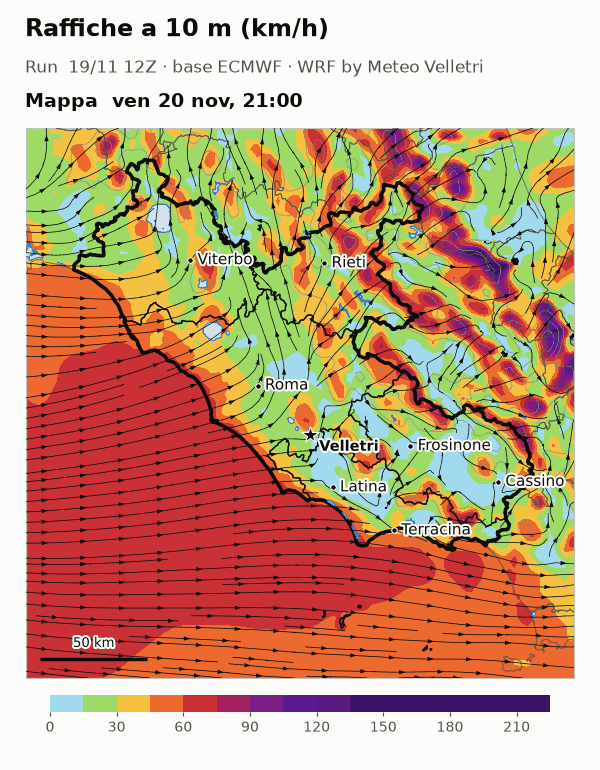 Raffiche a 10 m (km/h)
Run  19/11 12Z · base ECMWF · WRF by Meteo Velletri
Mappa  ven 20 nov, 21:00
Viterbo
Rieti
Roma
Velletri
Frosinone
Latina
Cassino
Terracina
50 km
0 30 60 90 120 150 180 210